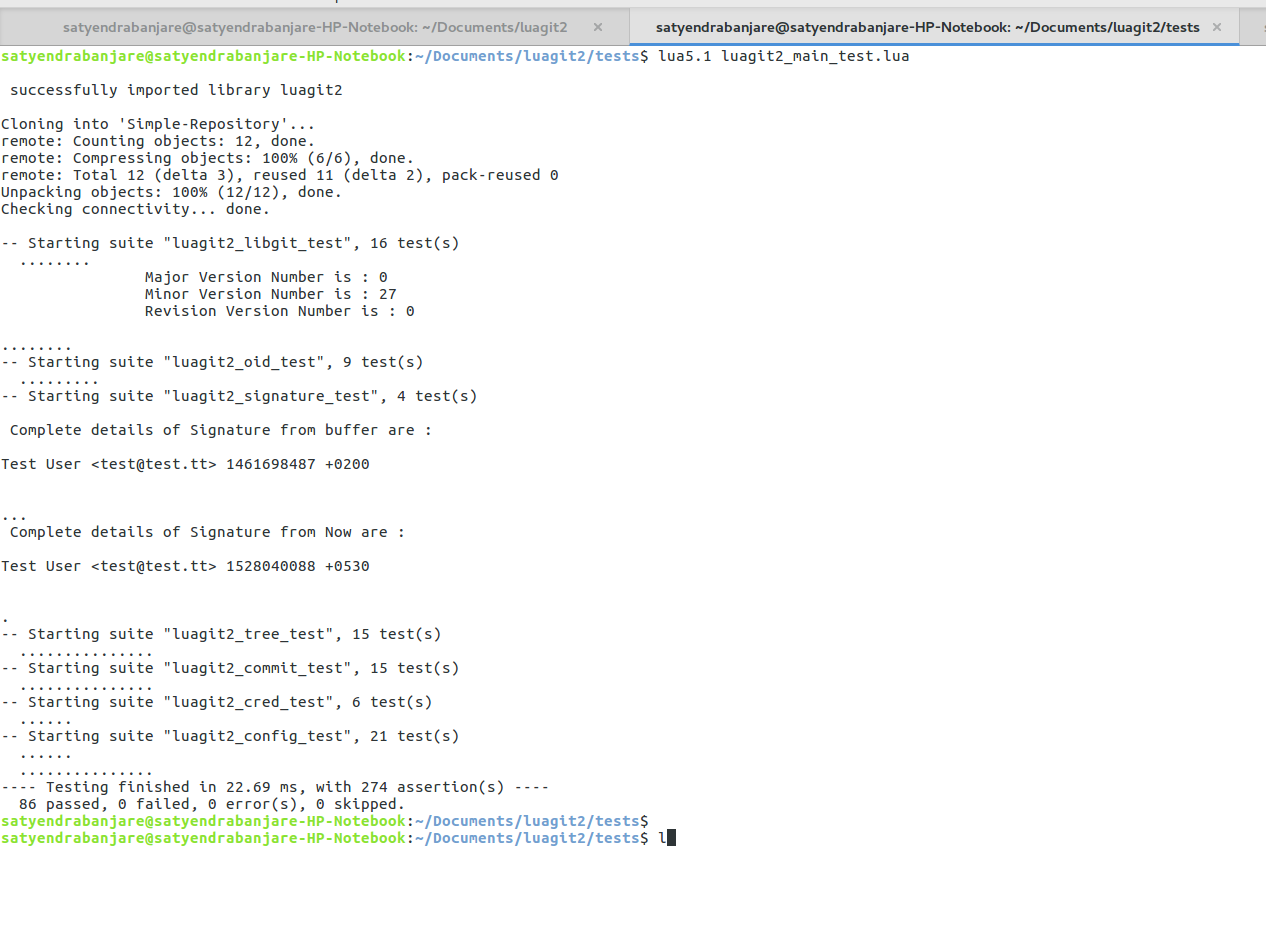 satyendrabanjare@satyendrabanjare-HP-Notebook: ~/Documents/luagit2 ×
satyendrabanjare@satyendrabanjare-HP-Notebook: ~/Documents/luagit2/tests ×
satyendrabanjare@satyendrabanjare-HP-Notebook:~/Documents/luagit2/tests$ lua5.1 luagit2_main_test.lua
successfully imported library luagit2
Cloning into 'Simple-Repository'...
remote: Counting objects: 12, done.
remote: Compressing objects: 100% (6/6), done.
remote: Total 12 (delta 3), reused 11 (delta 2), pack-reused 0
Unpacking objects: 100% (12/12), done.
Checking connectivity... done.
-- Starting suite "luagit2_libgit_test", 16 test(s)
........
Major Version Number is : 0
Minor Version Number is : 27
Revision Version Number is : 0
........
-- Starting suite "luagit2_oid_test", 9 test(s)
.........
-- Starting suite "luagit2_signature_test", 4 test(s)
Complete details of Signature from buffer are :
Test User <test@test.tt> 1461698487 +0200
...
Complete details of Signature from Now are :
Test User <test@test.tt> 1528040088 +0530
.
-- Starting suite "luagit2_tree_test", 15 test(s)
...............
-- Starting suite "luagit2_commit_test", 15 test(s)
...............
-- Starting suite "luagit2_cred_test", 6 test(s)
......
-- Starting suite "luagit2_config_test", 21 test(s)
......
...............
---- Testing finished in 22.69 ms, with 274 assertion(s) ----
86 passed, 0 failed, 0 error(s), 0 skipped.
satyendrabanjare@satyendrabanjare-HP-Notebook:~/Documents/luagit2/tests$
satyendrabanjare@satyendrabanjare-HP-Notebook:~/Documents/luagit2/tests$ l